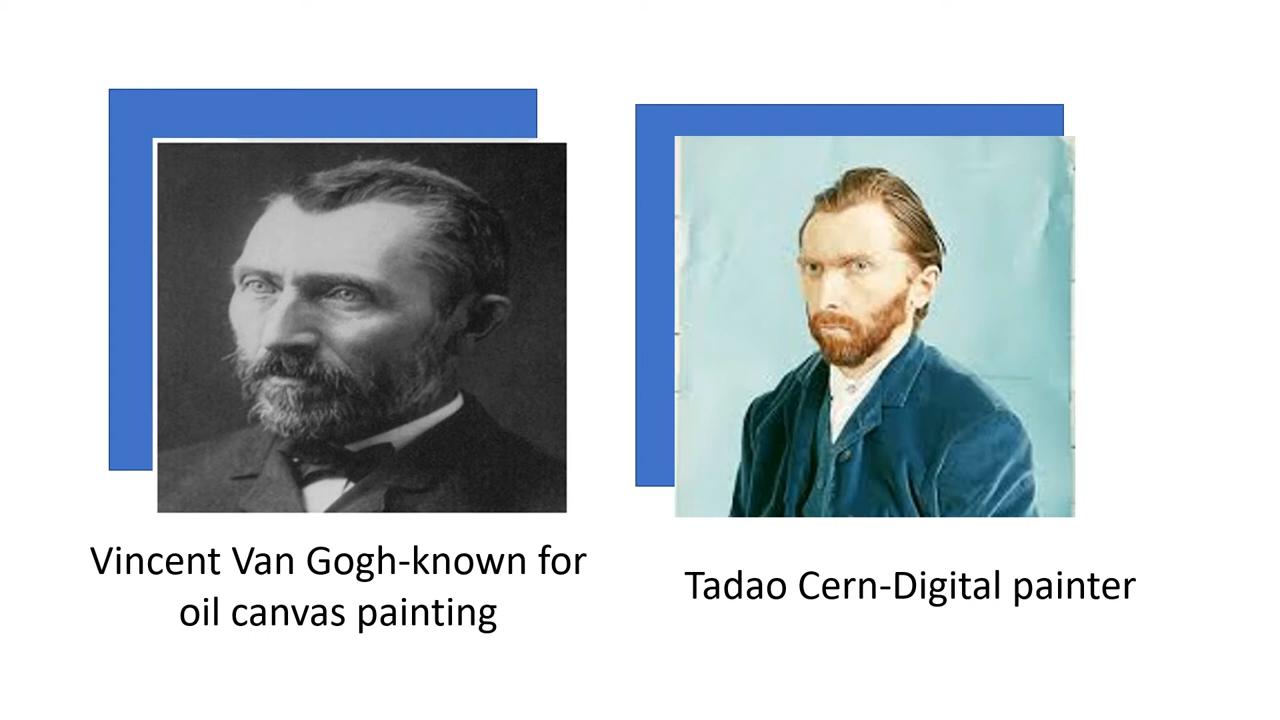 Vincent Van Gogh-known for
oil canvas painting
Tadao Cern-Digital painter